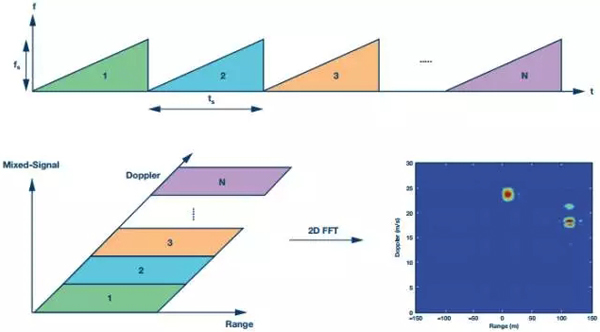 f
fs
1
2
3
.....
N
t
ts
Mixed-Signal
Doppler
N
3
2
1
Range
2D FFT
Doppler (m/s)
30
25
20
15
10
5
0
-150
-100
-50
0
50
100
150
Range (m)